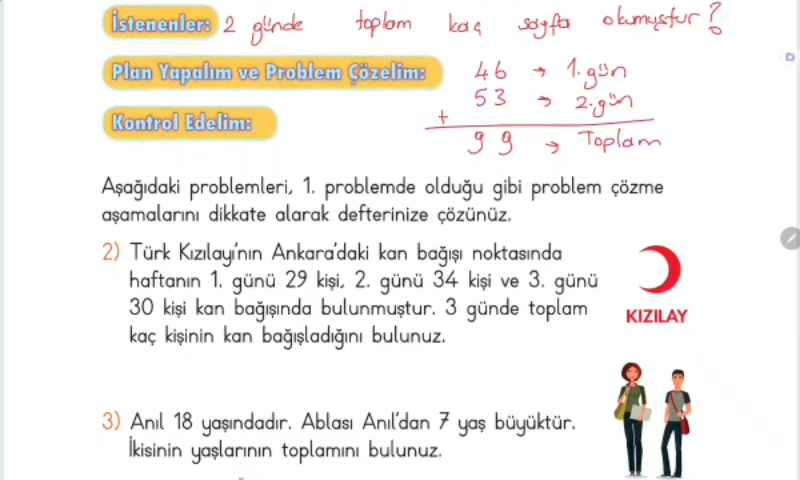 İstenenler: 2 günde toplam kaç sayfa okumuştur?
Plan Yapalım ve Problem Çözelim: 46 → 1. gün
53 → 2. gün
+
Kontrol Edelim:
99 → Toplam
Aşağıdaki problemleri, 1. problemde olduğu gibi problem çözme
aşamalarını dikkate alarak defterinize çözünüz.
2) Türk Kızılayı'nın Ankara'daki kan bağışı noktasında
haftanın 1. günü 29 kişi, 2. günü 34 kişi ve 3. günü
30 kişi kan bağışında bulunmuştur. 3 günde toplam
kaç kişinin kan bağışladığını bulunuz.
KIZILAY
3) Anıl 18 yaşındadır. Ablası Anıl'dan 7 yaş büyüktür.
İkisinin yaşlarının toplamını bulunuz.